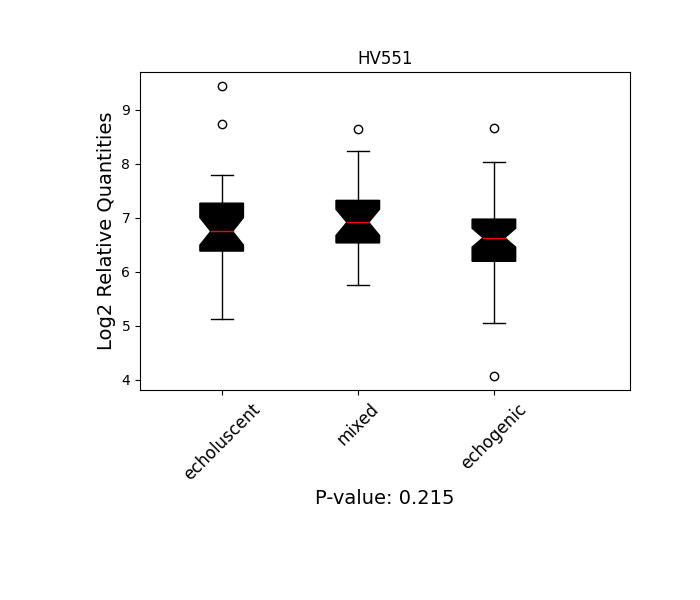 HV551
Log2 Relative Quantities
9
8
7
6
5
4
echoluscent
mixed
echogenic
P-value: 0.215